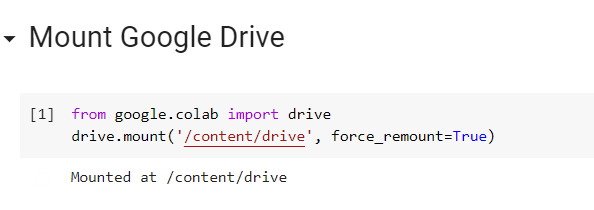 Mount Google Drive
[1] from google.colab import drive
drive.mount('/content/drive', force_remount=True)
Mounted at /content/drive